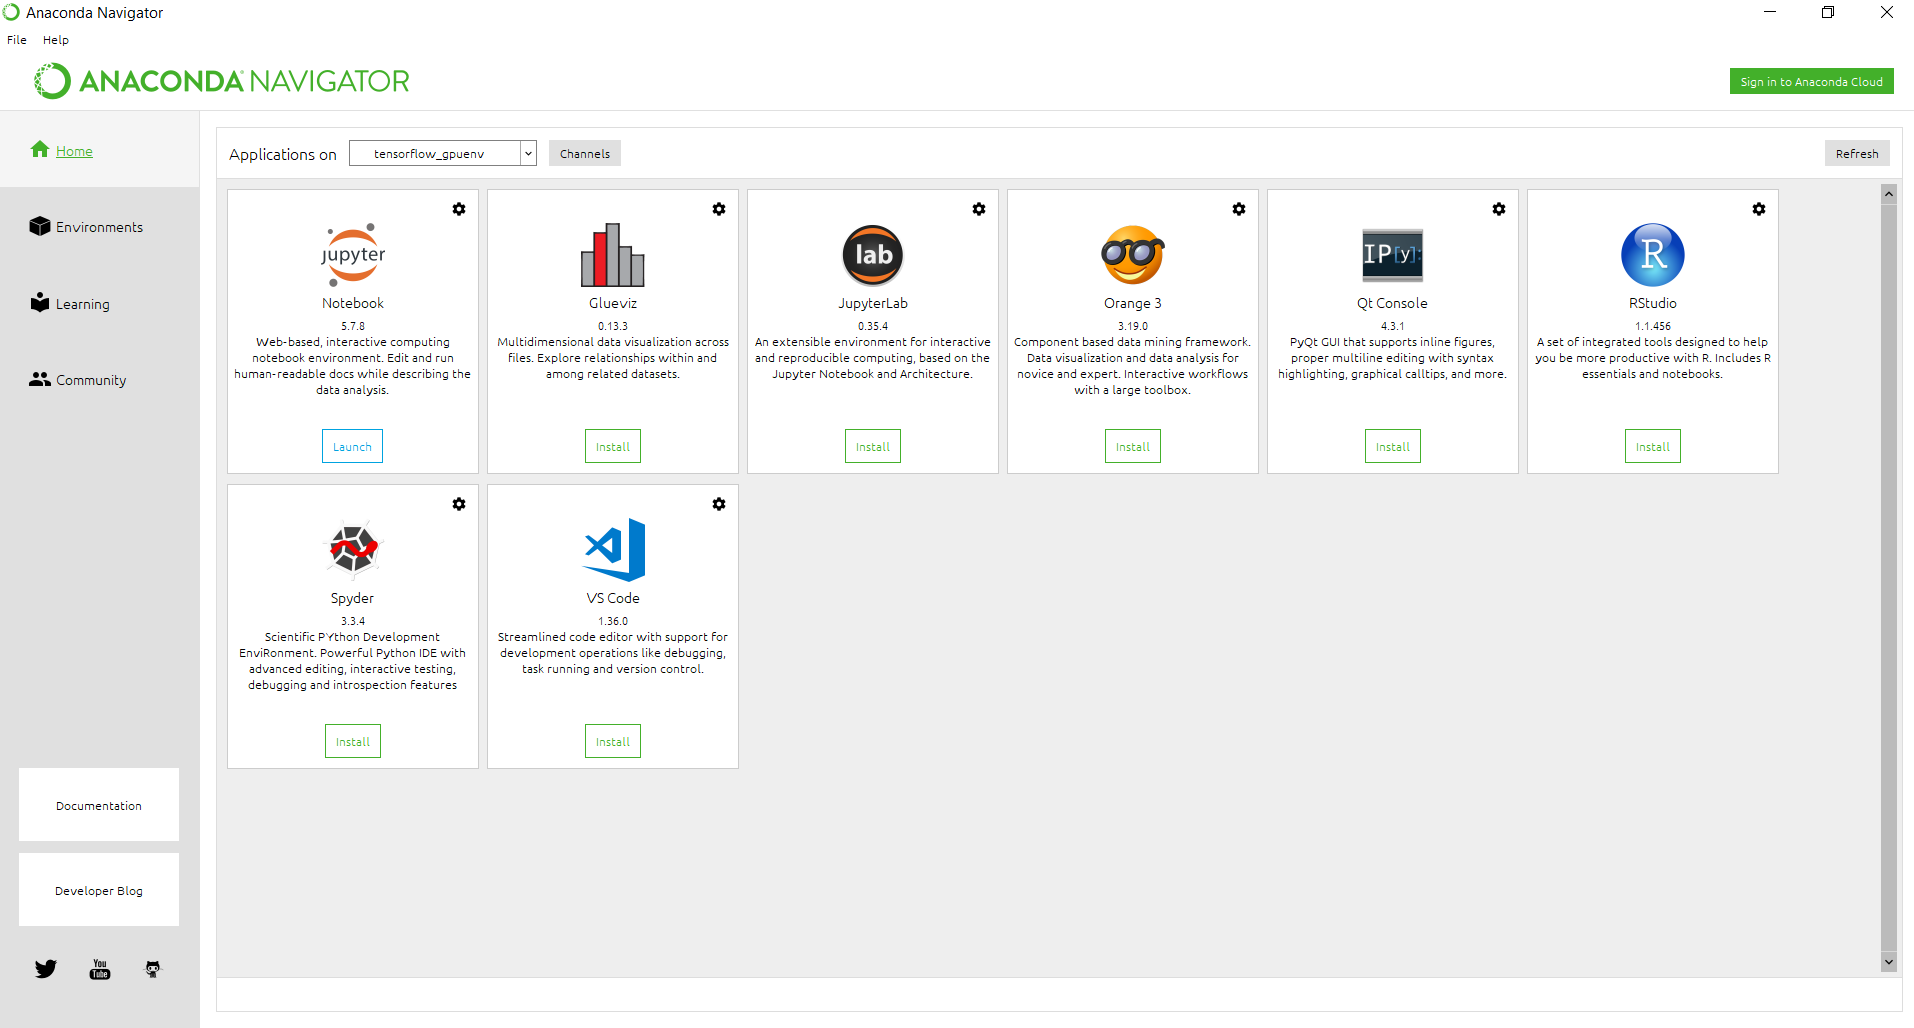 Anaconda Navigator
File Help
ANACONDA NAVIGATOR
Sign in to Anaconda Cloud
Home
Environments
Learning
Community
Documentation
Developer Blog
You
Tube
Applications on tensorflow_gpuenv Channels Refresh
jupyter
Notebook
5.7.8
Web-based, interactive computing
notebook environment. Edit and run
human-readable docs while describing the
data analysis.
Launch
Glueviz
0.13.3
Multidimensional data visualization across
files. Explore relationships within and
among related datasets.
Install
lab
JupyterLab
0.35.4
An extensible environment for interactive
and reproducible computing, based on the
Jupyter Notebook and Architecture.
Install
Orange 3
3.19.0
Component based data mining framework.
Data visualization and data analysis for
novice and expert. Interactive workflows
with a large toolbox.
Install
IP[y]:
Qt Console
4.3.1
PyQt GUI that supports inline figures,
proper multiline editing with syntax
highlighting, graphical calltips, and more.
Install
R
RStudio
1.1.456
A set of integrated tools designed to help
you be more productive with R. Includes R
essentials and notebooks.
Install
Spyder
3.3.4
Scientific PYthon Development
EnviRonment. Powerful Python IDE with
advanced editing, interactive testing,
debugging and introspection features
Install
VS Code
1.36.0
Streamlined code editor with support for
development operations like debugging,
task running and version control.
Install